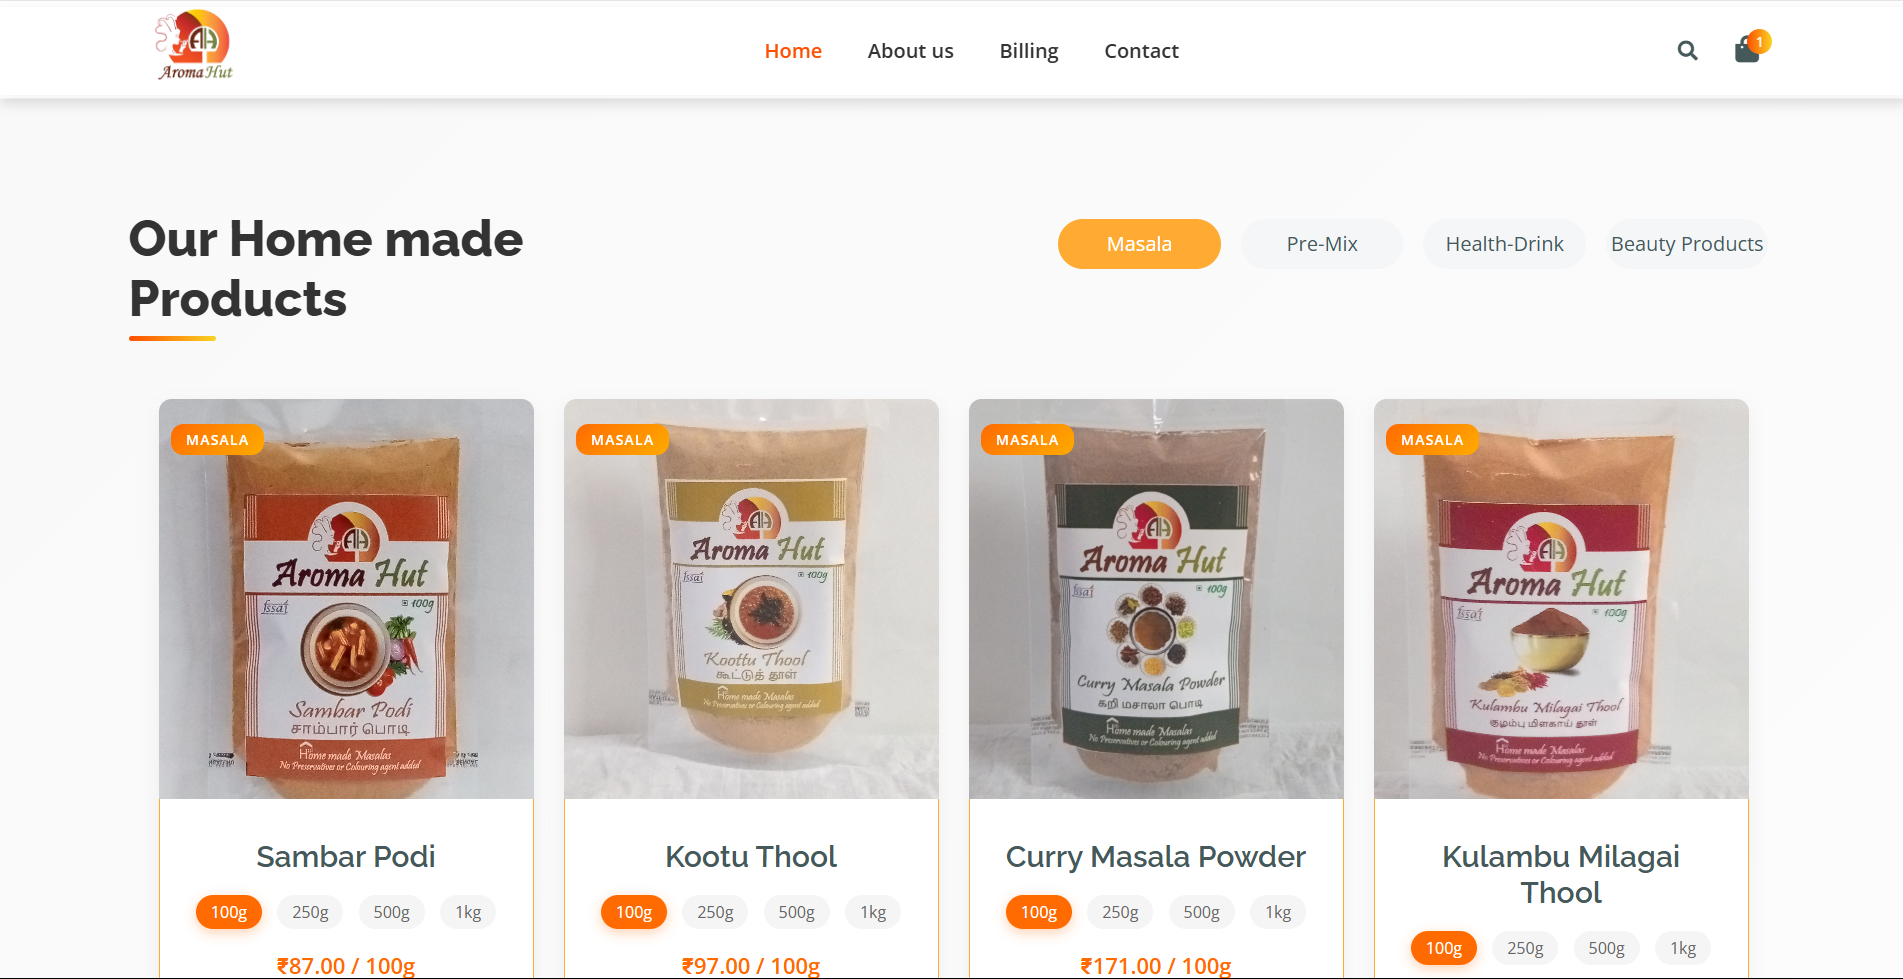 Aroma Hut
Home
About us
Billing
Contact
1
Our Home made
Products
Masala
Pre-Mix
Health-Drink
Beauty Products
MASALA
Aroma Hut
fssai
100g
Sambar Podi
சாம்பார் பொடி
Home made Masalas
No Preservatives or Colouring agent added
Sambar Podi
100g
250g
500g
1kg
₹87.00 / 100g
MASALA
Aroma Hut
fssai
100g
Koottu Thool
கூட்டுத் தூள்
Home made Masalas
No Preservatives or Colouring agent added
Kootu Thool
100g
250g
500g
1kg
₹97.00 / 100g
MASALA
Aroma Hut
fssai
100g
Curry Masala Powder
கறி மசாலா பொடி
Home made Masalas
No Preservatives or Colouring agent added
Curry Masala Powder
100g
250g
500g
1kg
₹171.00 / 100g
MASALA
Aroma Hut
fssai
100g
Kulambu Milagai Thool
குழம்பு மிளகாய் தூள்
Home made Masalas
No Preservatives or Colouring agent added
Kulambu Milagai
Thool
100g
250g
500g
1kg